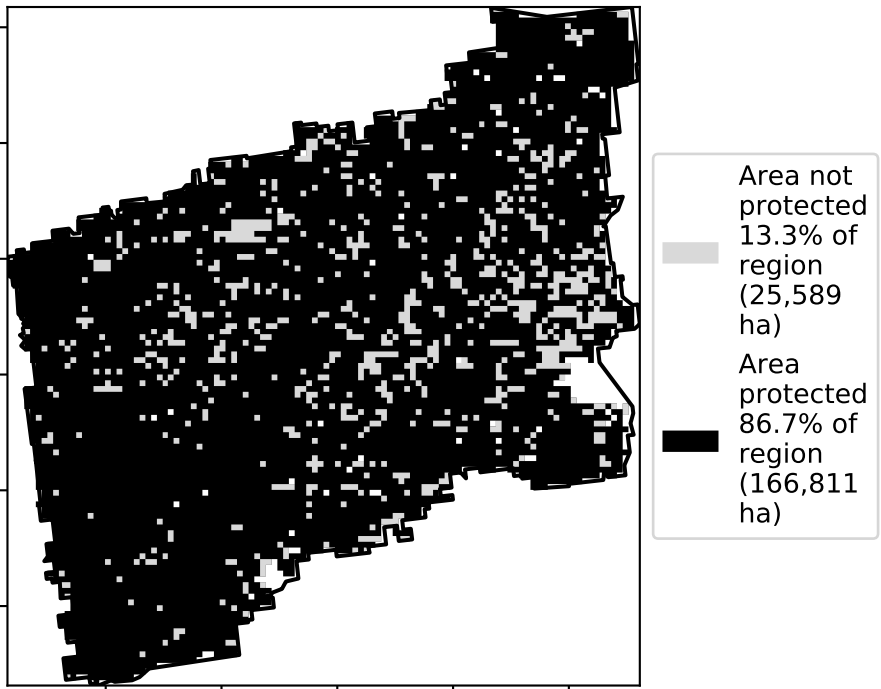 Area not
protected
13.3% of
region
(25,589
ha)
Area
protected
86.7% of
region
(166,811
ha)